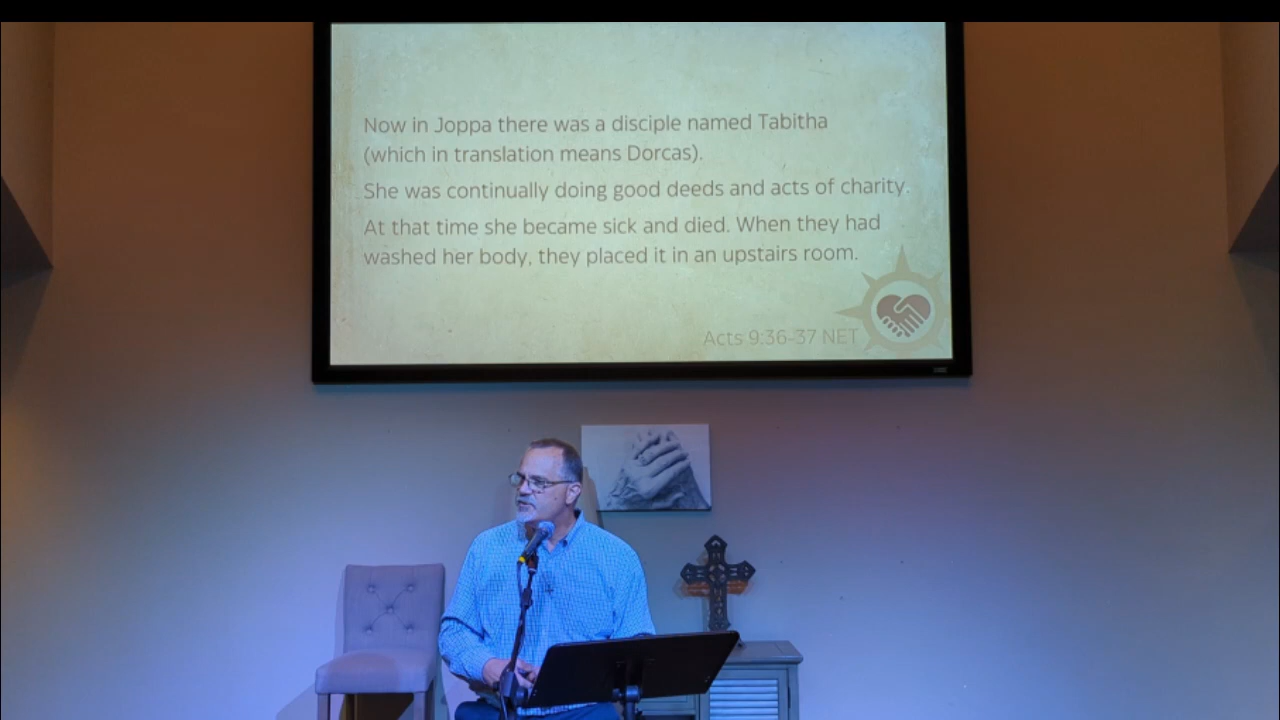 Now in Joppa there was a disciple named Tabitha
(which in translation means Dorcas).
She was continually doing good deeds and acts of charity.
At that time she became sick and died. When they had
washed her body, they placed it in an upstairs room.
Acts 9:36-37 NET